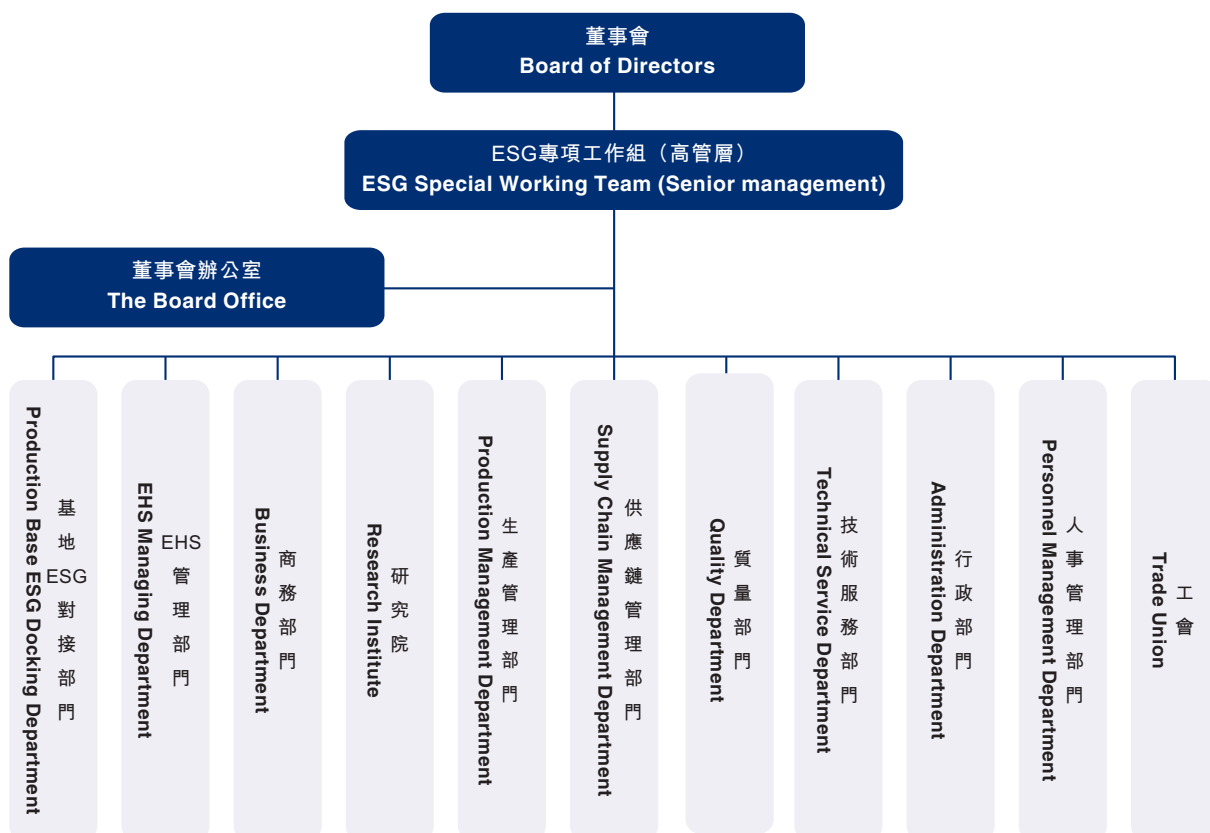 董事會
Board of Directors
ESG專項工作組（高管層）
ESG Special Working Team (Senior management)
董事會辦公室
The Board Office
基地ESG對接部門
Production Base ESG Docking Department
EHS管理部門
EHS Managing Department
商務部門
Business Department
研究院
Research Institute
生產管理部門
Production Management Department
供應鏈管理部門
Supply Chain Management Department
質量部門
Quality Department
技術服務部門
Technical Service Department
行政部門
Administration Department
人事管理部門
Personnel Management Department
工會
Trade Union